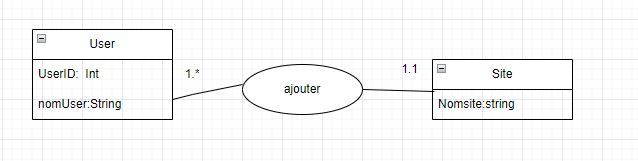 User
UserID: Int
nomUser:String
1.*
ajouter
1.1
Site
Nomsite:string